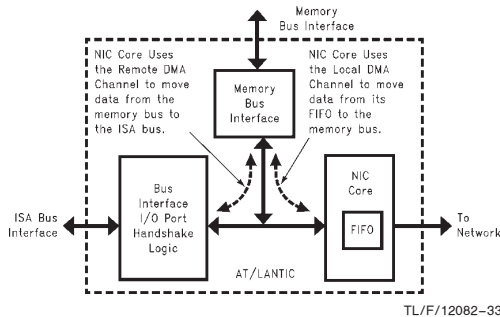 Memory
Bus Interface
NIC Core Uses
the Remote DMA
Channel to move
data from the
memory bus to
the ISA bus.
NIC Core Uses
the Local DMA
Channel to move
data from its
FIFO to the
memory bus.
Memory
Bus
Interface
ISA Bus
Interface
Bus
Interface
I/O Port
Handshake
Logic
NIC
Core
FIFO
To
Network
AT/LANTIC
TL/F/12082-33